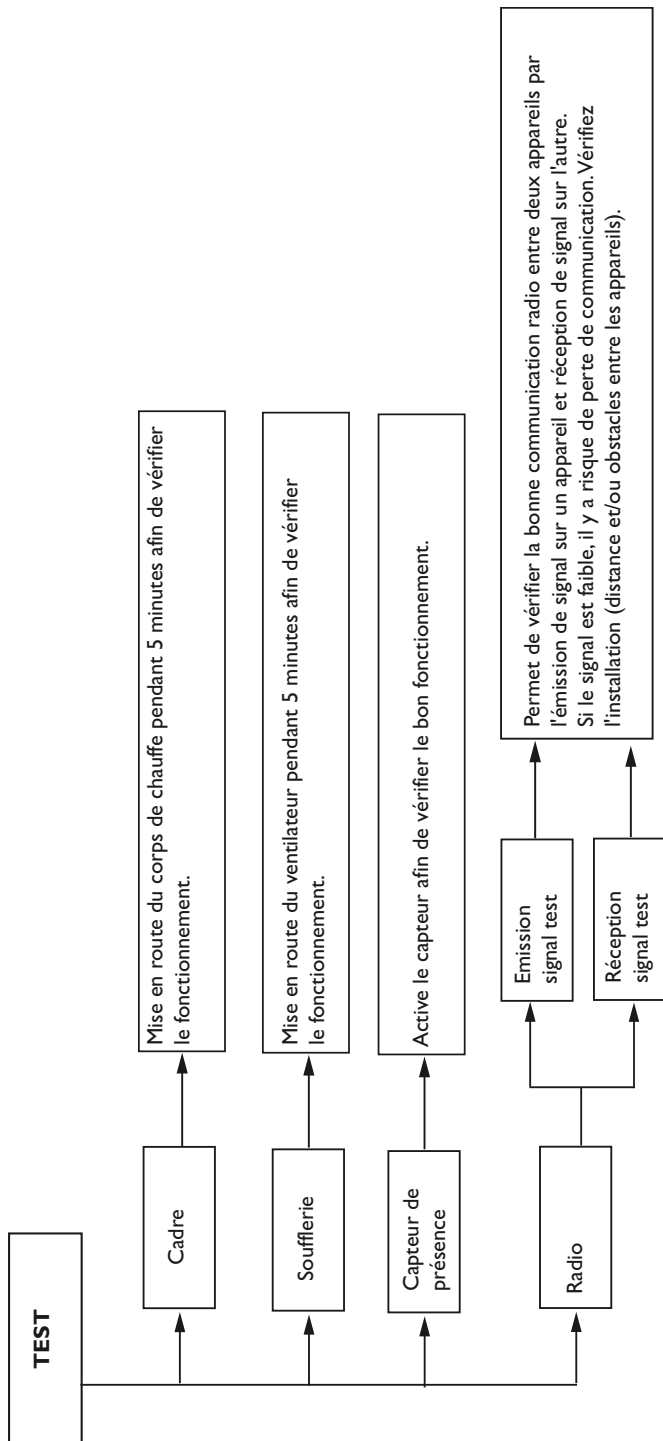 TEST
Cadre
Mise en route du corps de chauffe pendant 5 minutes afin de vérifier
le fonctionnement.
Soufflerie
Mise en route du ventilateur pendant 5 minutes afin de vérifier
le fonctionnement.
Capteur de
présence
Active le capteur afin de vérifier le bon fonctionnement.
Radio
Emission
signal test
Réception
signal test
Permet de vérifier la bonne communication radio entre deux appareils par
l'émission de signal sur un appareil et réception de signal sur l'autre.
Si le signal est faible, il y a risque de perte de communication. Vérifiez
l'installation (distance et/ou obstacles entre les appareils).